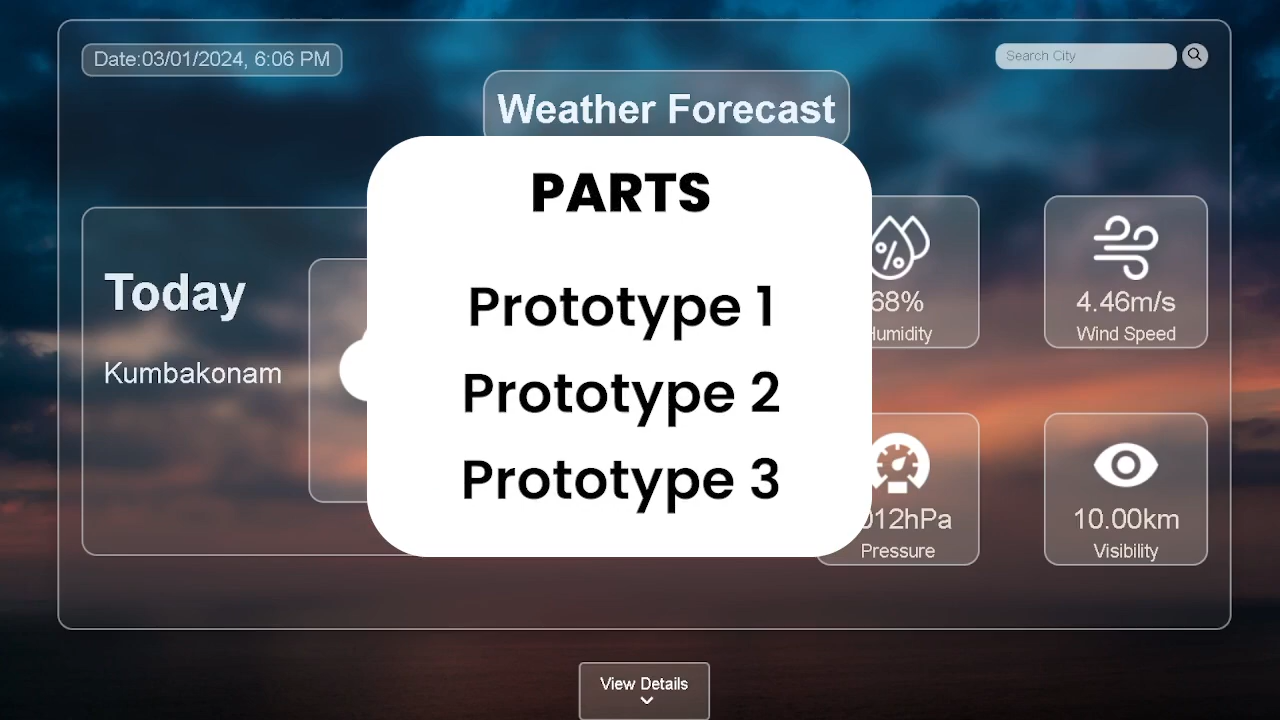 Date:03/01/2024, 6:06 PM
Search City
Weather Forecast
PARTS
Prototype 1
Prototype 2
Prototype 3
Today
Kumbakonam
68%
Humidity
4.46m/s
Wind Speed
012hPa
Pressure
10.00km
Visibility
View Details